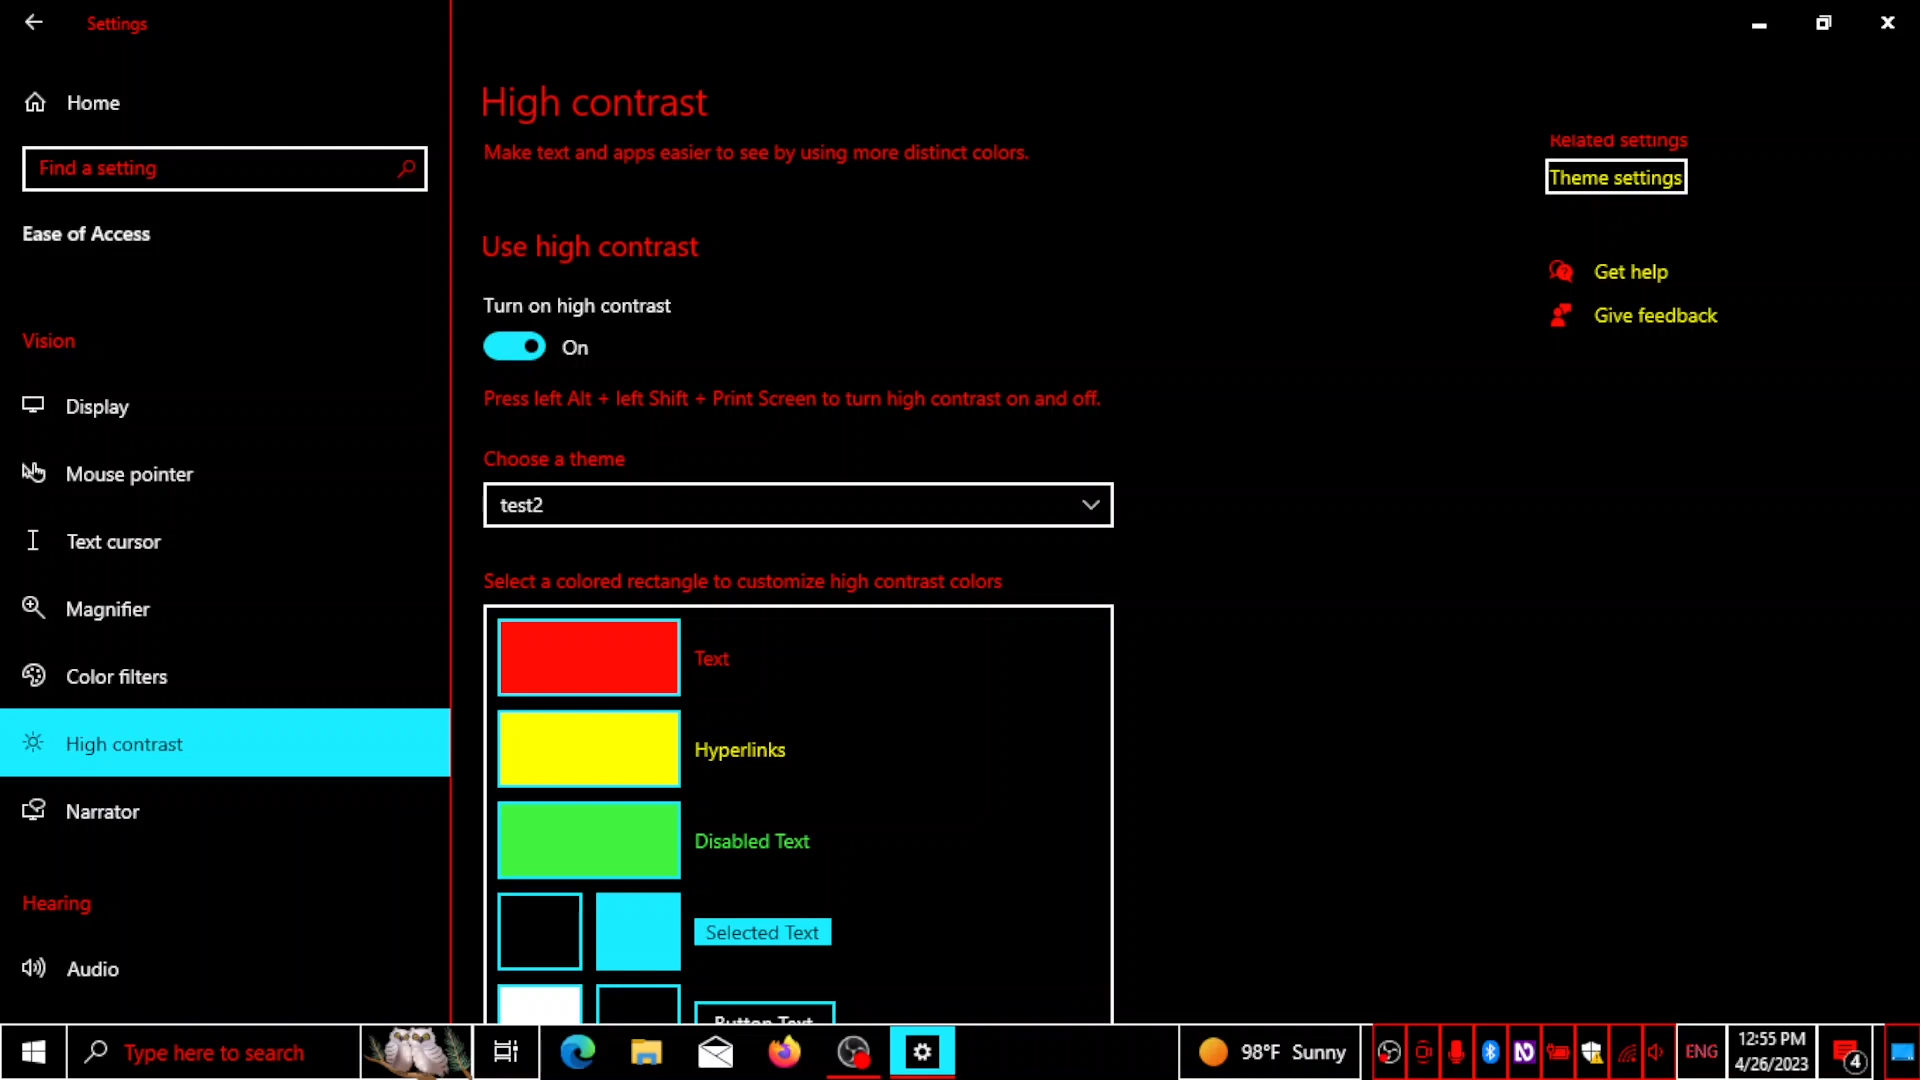 Settings
Home
Find a setting
Ease of Access
Vision
Display
Mouse pointer
Text cursor
Magnifier
Color filters
High contrast
Narrator
Hearing
Audio
High contrast
Make text and apps easier to see by using more distinct colors.
Use high contrast
Turn on high contrast
On
Press left Alt + left Shift + Print Screen to turn high contrast on and off.
Choose a theme
test2
Select a colored rectangle to customize high contrast colors
Text
Hyperlinks
Disabled Text
Selected Text
Button Text
Related settings
Theme settings
Get help
Give feedback
Type here to search
98°F Sunny
ENG
12:55 PM
4/26/2023
4